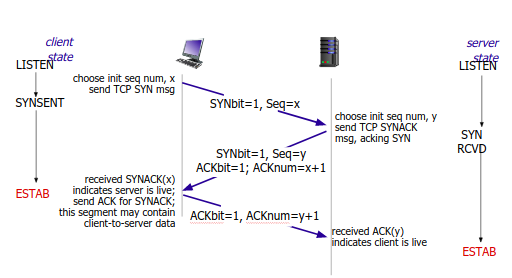 client
state
server
state
LISTEN
LISTEN
choose init seq num, x
send TCP SYN msg
SYNSENT
SYNbit=1, Seq=x
choose init seq num, y
send TCP SYNACK
msg, acking SYN
SYN
RCVD
SYNbit=1, Seq=y
ACKbit=1; ACKnum=x+1
received SYNACK(x)
indicates server is live;
send ACK for SYNACK;
this segment may contain
client-to-server data
ESTAB
ACKbit=1, ACKnum=y+1
received ACK(y)
indicates client is live
ESTAB